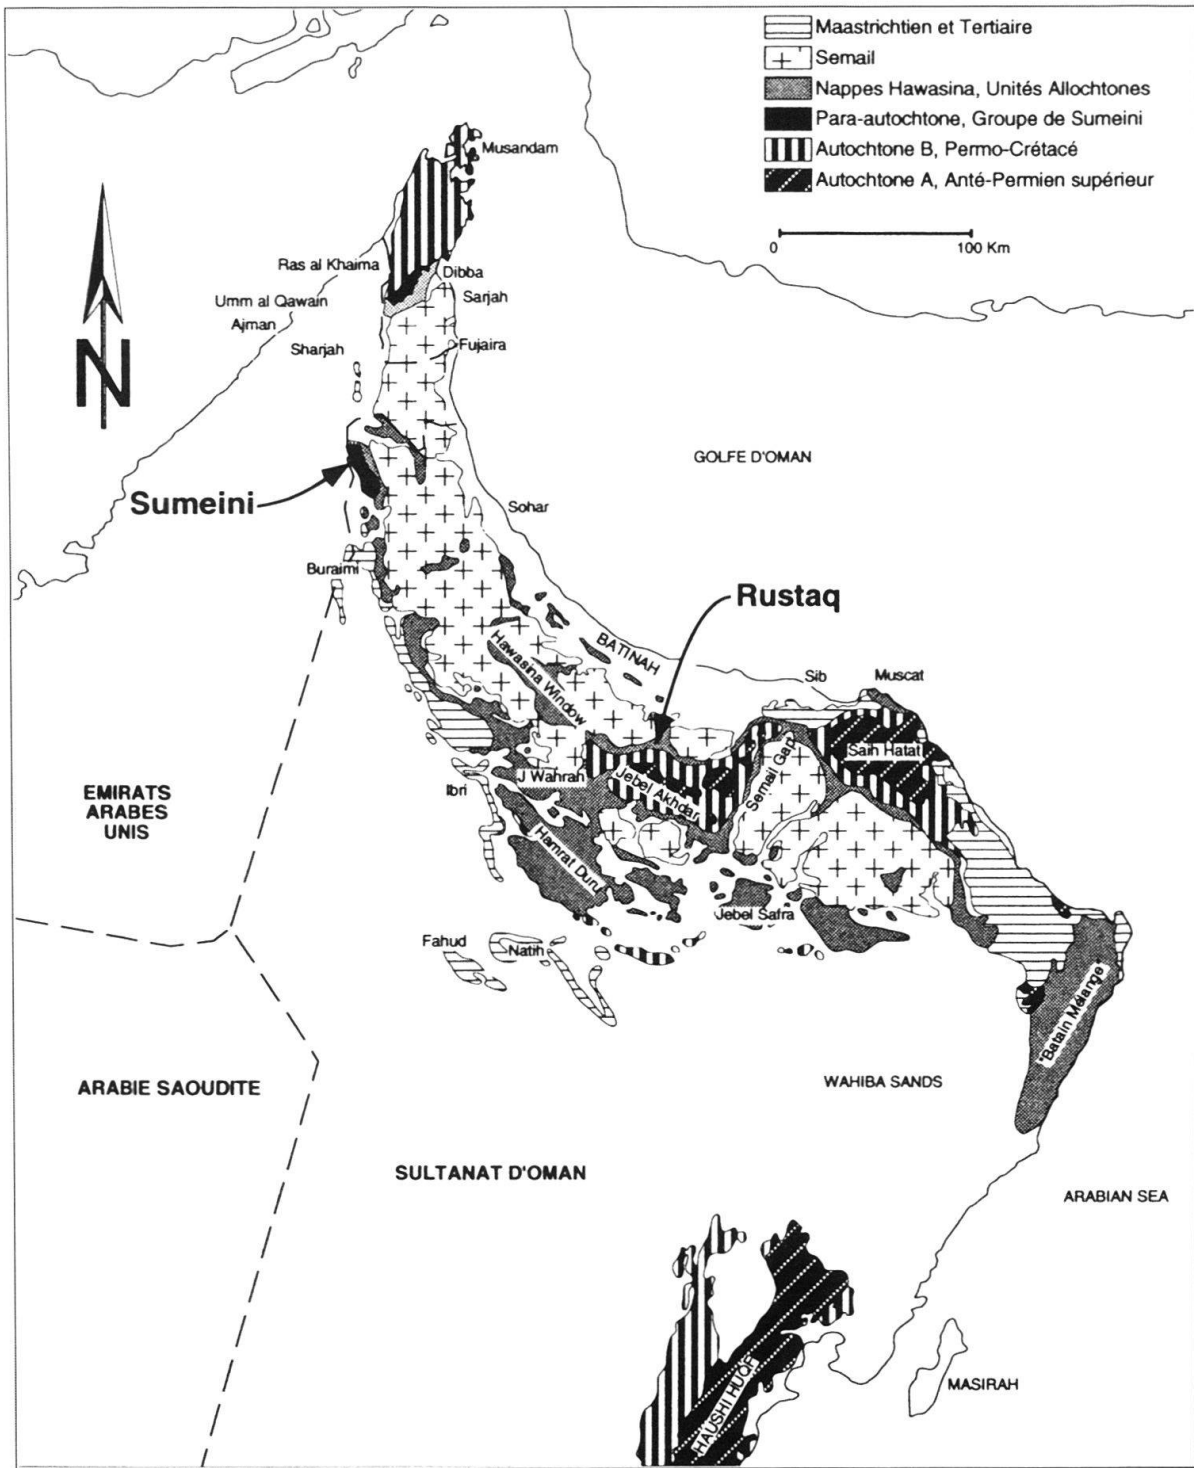 Maastrichtien et Tertiaire
Semail
Nappes Hawasina, Unités Allochtones
Para-autochtone, Groupe de Sumeini
Autochtone B, Permo-Crétacé
Autochtone A, Anté-Permien supérieur
0 100 Km
Musandam
Ras al Khaima
Dibba
Umm al Qawain
Sarjah
Ajman
Sharjah
Fujaira
N
GOLFE D'OMAN
Sumeini
Sohar
Buraimi
Rustaq
BATINAH
Hawasina Window
Sib
Muscat
Saih Hatat
Semail Gap
J Wahrah
Jebel Akhdar
Ibri
EMIRATS
ARABES
UNIS
Hamrat Duru
Jebel Safra
Fahud
Natih
"Batain Mélange"
ARABIE SAOUDITE
WAHIBA SANDS
SULTANAT D'OMAN
ARABIAN SEA
HAUSHI HUQF
MASIRAH